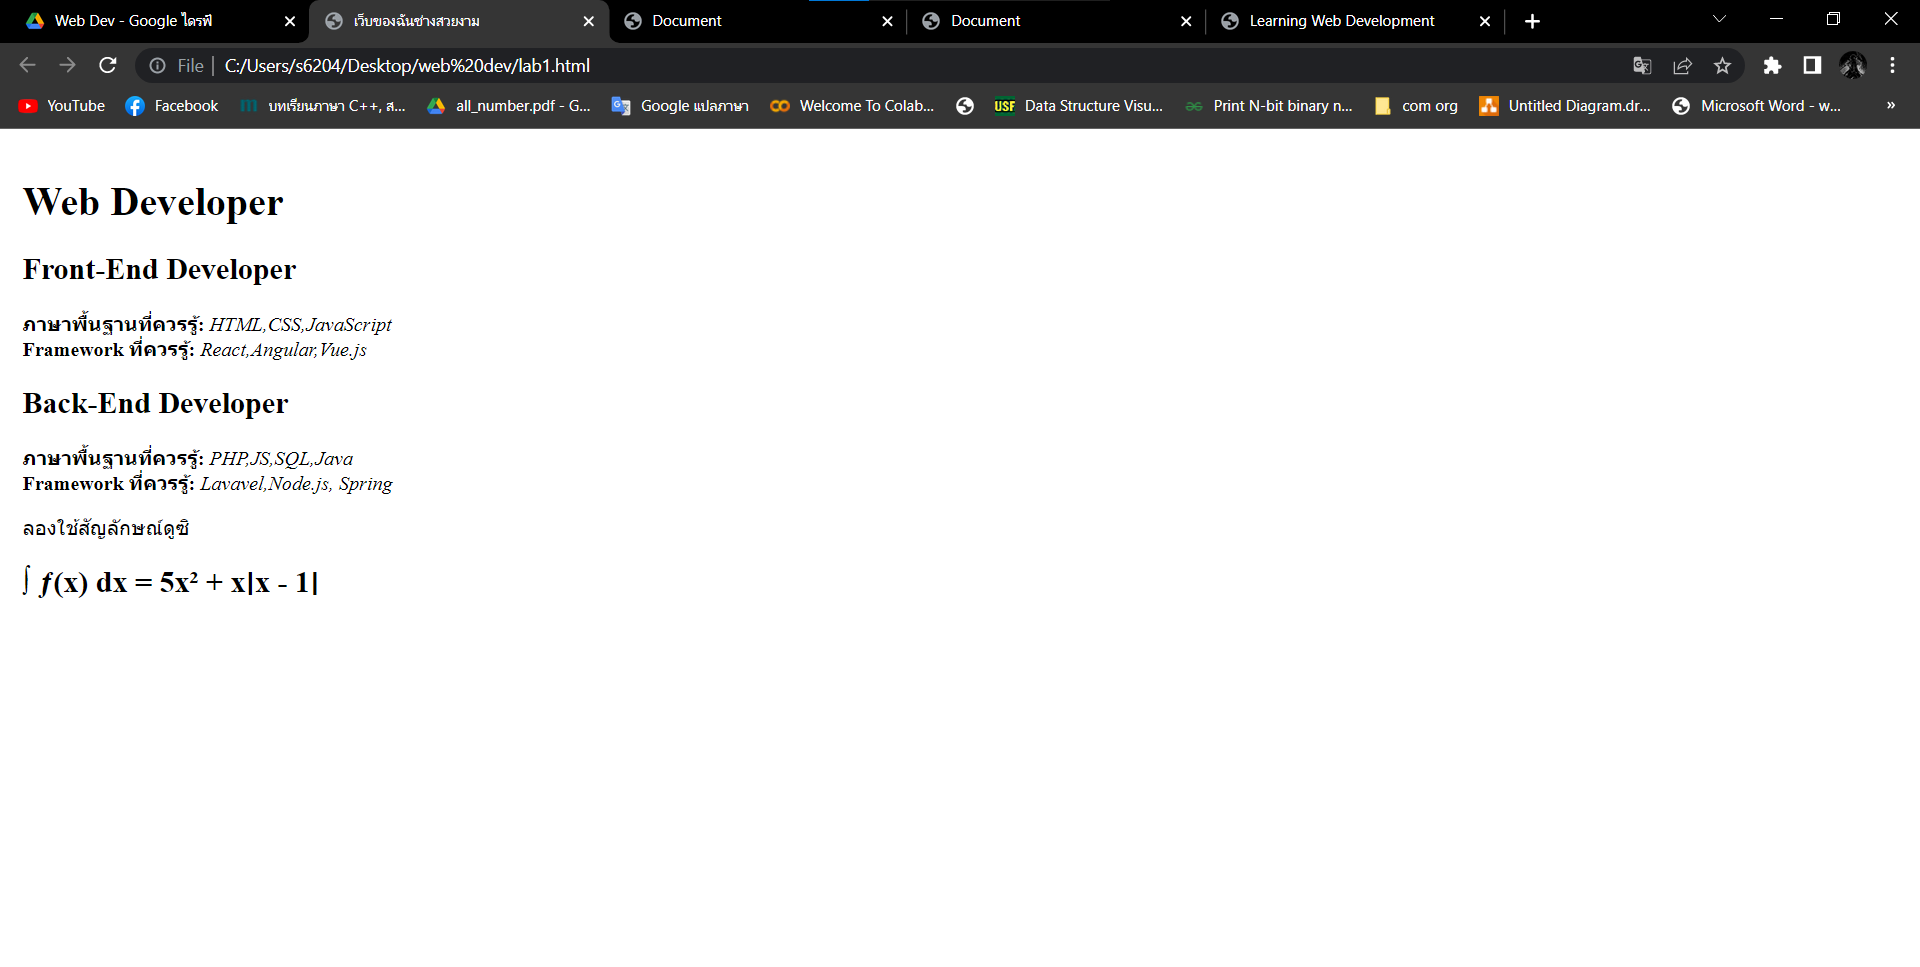 Web Dev - Google ไดรฟ์
เว็บของฉันช่างสวยงาม
Document
Document
Learning Web Development
File
C:/Users/s6204/Desktop/web%20dev/lab1.html
YouTube
Facebook
บทเรียนภาษา C++, ส...
all_number.pdf - G...
Google แปลภาษา
Welcome To Colab...
USF
Data Structure Visu...
Print N-bit binary n...
com org
Untitled Diagram.dr...
Microsoft Word - w...
Web Developer
Front-End Developer
ภาษาพื้นฐานที่ควรรู้: HTML,CSS,JavaScript
Framework ที่ควรรู้: React,Angular,Vue.js
Back-End Developer
ภาษาพื้นฐานที่ควรรู้: PHP,JS,SQL,Java
Framework ที่ควรรู้: Lavavel,Node.js, Spring
ลองใช้สัญลักษณ์ดูซิ
∫ ƒ(x) dx = 5x² + x|x - 1|